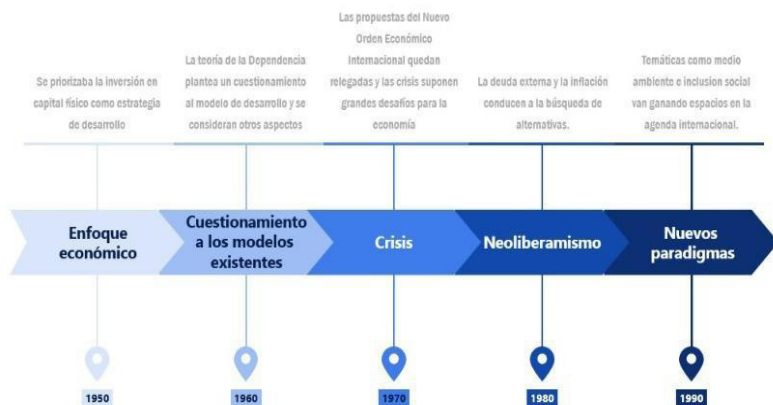 Se priorizaba la inversión en
capital físico como estrategia
de desarrollo
La teoría de la Dependencia
plantea un cuestionamiento
al modelo de desarrollo y se
consideran otros aspectos
Las propuestas del Nuevo
Orden Económico
Internacional quedan
relegadas y las crisis suponen
grandes desafíos para la
economía
La deuda externa y la inflación
conducen a la búsqueda de
alternativas.
Temáticas como medio
ambiente e inclusion social
van ganando espacios en la
agenda internacional.
Enfoque
económico
Cuestionamiento
a los modelos
existentes
Crisis
Neoliberamismo
Nuevos
paradigmas
1950
1960
1970
1980
1990